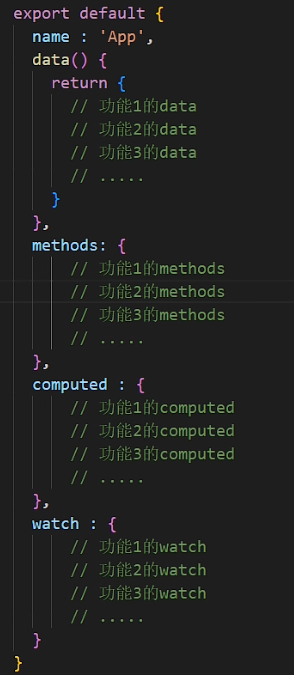 export default {
  name : 'App',
  data() {
    return {
      // 功能1的data
      // 功能2的data
      // 功能3的data
      // .....
    }
  },
  methods: {
      // 功能1的methods
      // 功能2的methods
      // 功能3的methods
      // .....
  },
  computed : {
      // 功能1的computed
      // 功能2的computed
      // 功能3的computed
      // .....
  },
  watch : {
      // 功能1的watch
      // 功能2的watch
      // 功能3的watch
      // .....
  }
}